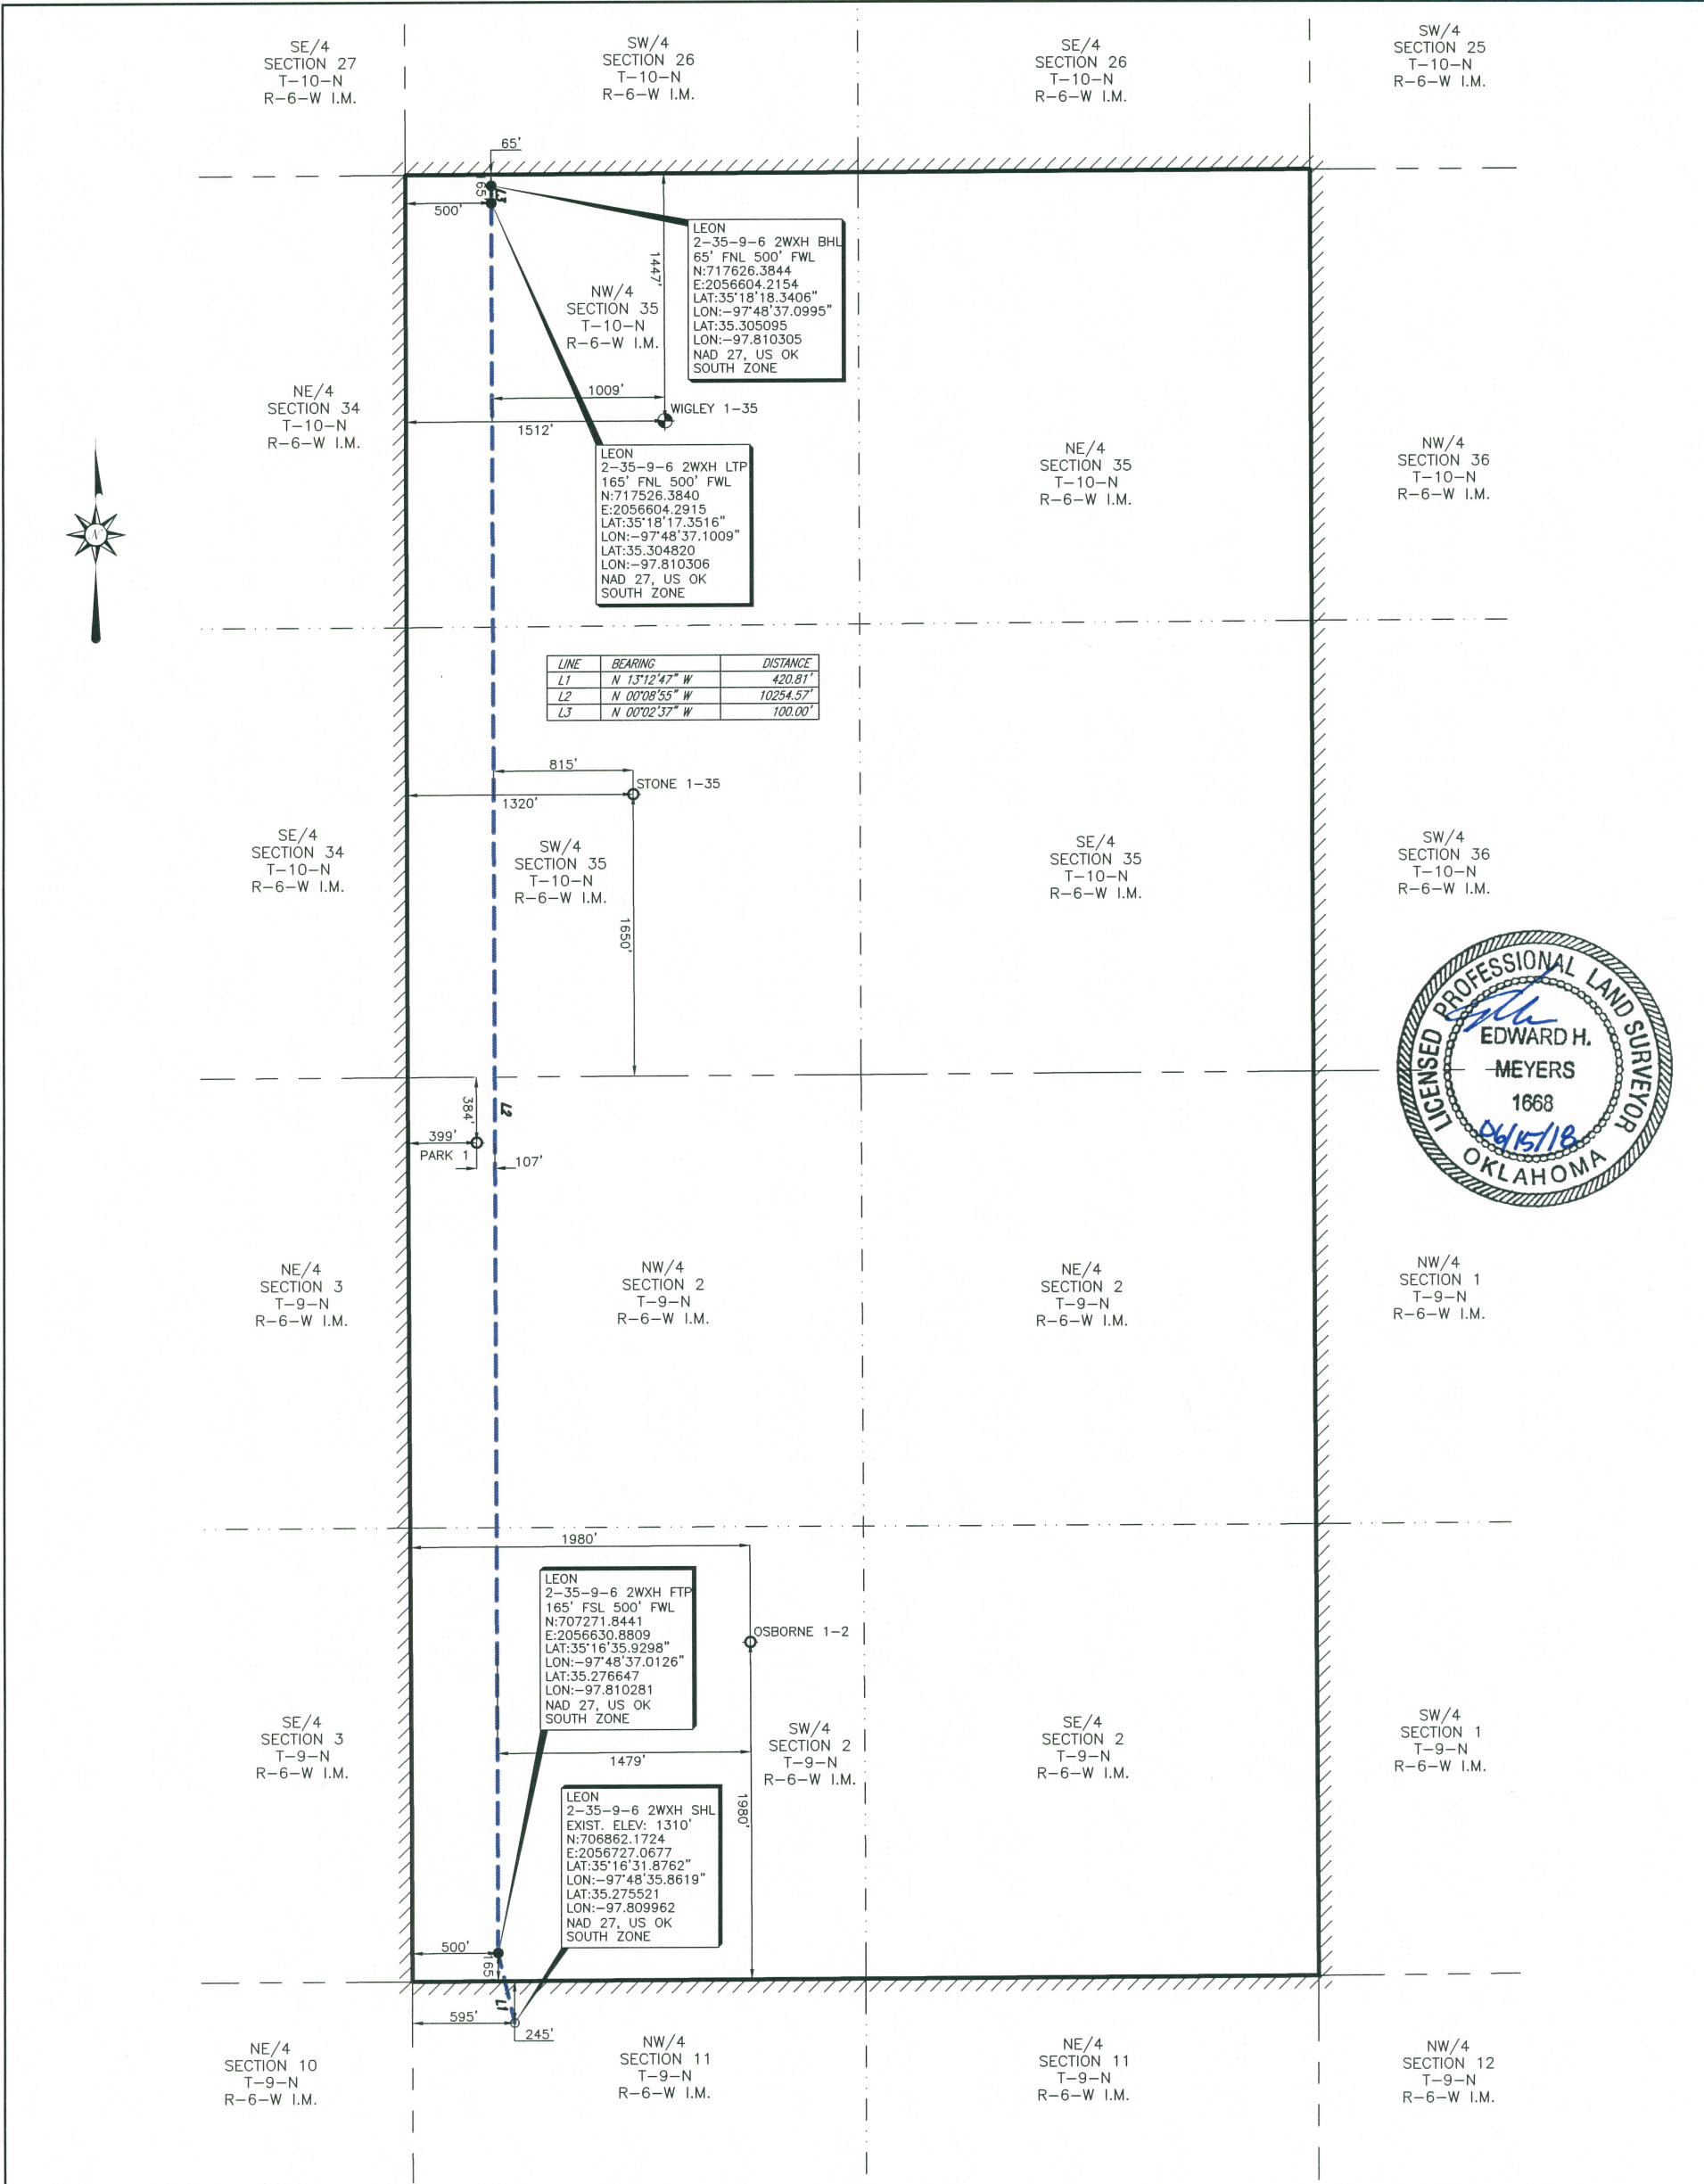 SE/4
SECTION 27
T-10-N
R-6-W I.M.
SW/4
SECTION 26
T-10-N
R-6-W I.M.
SE/4
SECTION 26
T-10-N
R-6-W I.M.
SW/4
SECTION 25
T-10-N
R-6-W I.M.
65'
165'
L3
500'
LEON
2-35-9-6 2WXH BHL
65' FNL 500' FWL
N:717626.3844
E:2056604.2154
LAT:35°18'18.3406"
LON:-97°48'37.0995"
LAT:35.305095
LON:-97.810305
NAD 27, US OK
SOUTH ZONE
1447'
NW/4
SECTION 35
T-10-N
R-6-W I.M.
NE/4
SECTION 34
T-10-N
R-6-W I.M.
1009'
WIGLEY 1-35
1512'
LEON
2-35-9-6 2WXH LTP
165' FNL 500' FWL
N:717526.3840
E:2056604.2915
LAT:35°18'17.3516"
LON:-97°48'37.1009"
LAT:35.304820
LON:-97.810306
NAD 27, US OK
SOUTH ZONE
NE/4
SECTION 35
T-10-N
R-6-W I.M.
NW/4
SECTION 36
T-10-N
R-6-W I.M.
N
LINE BEARING DISTANCE
L1 N 13°12'47" W 420.81'
L2 N 00°08'55" W 10254.57'
L3 N 00°02'37" W 100.00'
815'
STONE 1-35
1320'
SE/4
SECTION 34
T-10-N
R-6-W I.M.
SW/4
SECTION 35
T-10-N
R-6-W I.M.
1650'
SE/4
SECTION 35
T-10-N
R-6-W I.M.
SW/4
SECTION 36
T-10-N
R-6-W I.M.
LICENSED PROFESSIONAL LAND SURVEYOR
EDWARD H.
MEYERS
1668
06/15/18
OKLAHOMA
384'
L2
399'
PARK 1
107'
NE/4
SECTION 3
T-9-N
R-6-W I.M.
NW/4
SECTION 2
T-9-N
R-6-W I.M.
NE/4
SECTION 2
T-9-N
R-6-W I.M.
NW/4
SECTION 1
T-9-N
R-6-W I.M.
1980'
LEON
2-35-9-6 2WXH FTP
165' FSL 500' FWL
N:707271.8441
E:2056630.8809
LAT:35°16'35.9298"
LON:-97°48'37.0126"
LAT:35.276647
LON:-97.810281
NAD 27, US OK
SOUTH ZONE
OSBORNE 1-2
SE/4
SECTION 3
T-9-N
R-6-W I.M.
1479'
SW/4
SECTION 2
T-9-N
R-6-W I.M.
SE/4
SECTION 2
T-9-N
R-6-W I.M.
SW/4
SECTION 1
T-9-N
R-6-W I.M.
1980'
LEON
2-35-9-6 2WXH SHL
EXIST. ELEV: 1310'
N:706862.1724
E:2056727.0677
LAT:35°16'31.8762"
LON:-97°48'35.8619"
LAT:35.275521
LON:-97.809962
NAD 27, US OK
SOUTH ZONE
500'
165'
L1
595'
245'
NE/4
SECTION 10
T-9-N
R-6-W I.M.
NW/4
SECTION 11
T-9-N
R-6-W I.M.
NE/4
SECTION 11
T-9-N
R-6-W I.M.
NW/4
SECTION 12
T-9-N
R-6-W I.M.